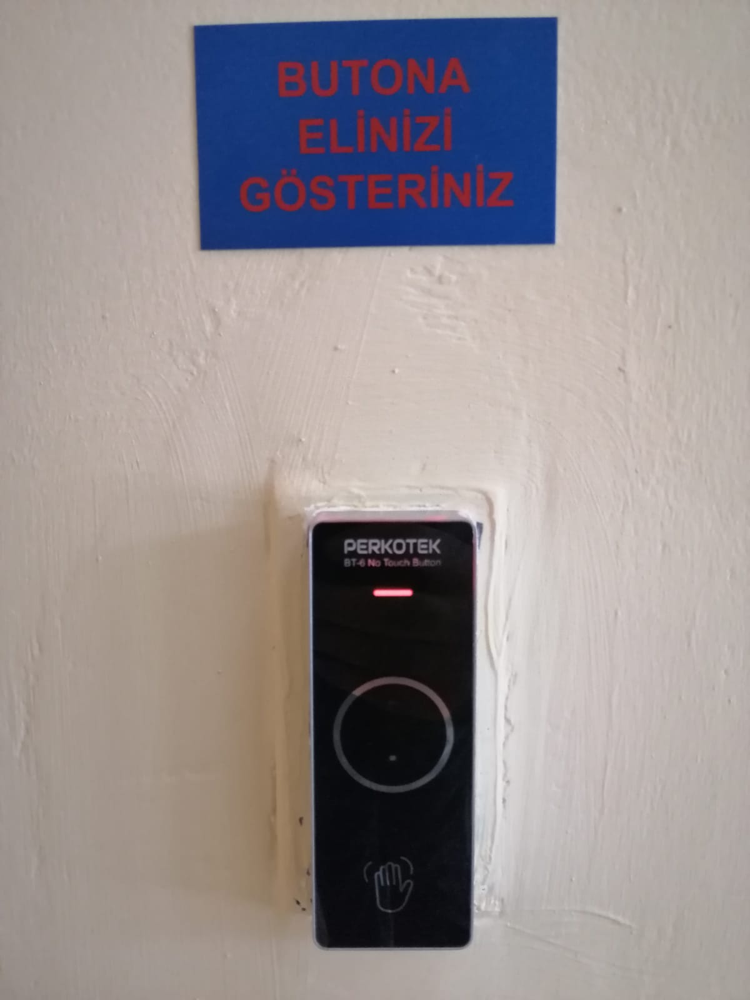 BUTONA
ELİNİZİ
GÖSTERİNİZ
PERKOTEK
BT-6 No Touch Button